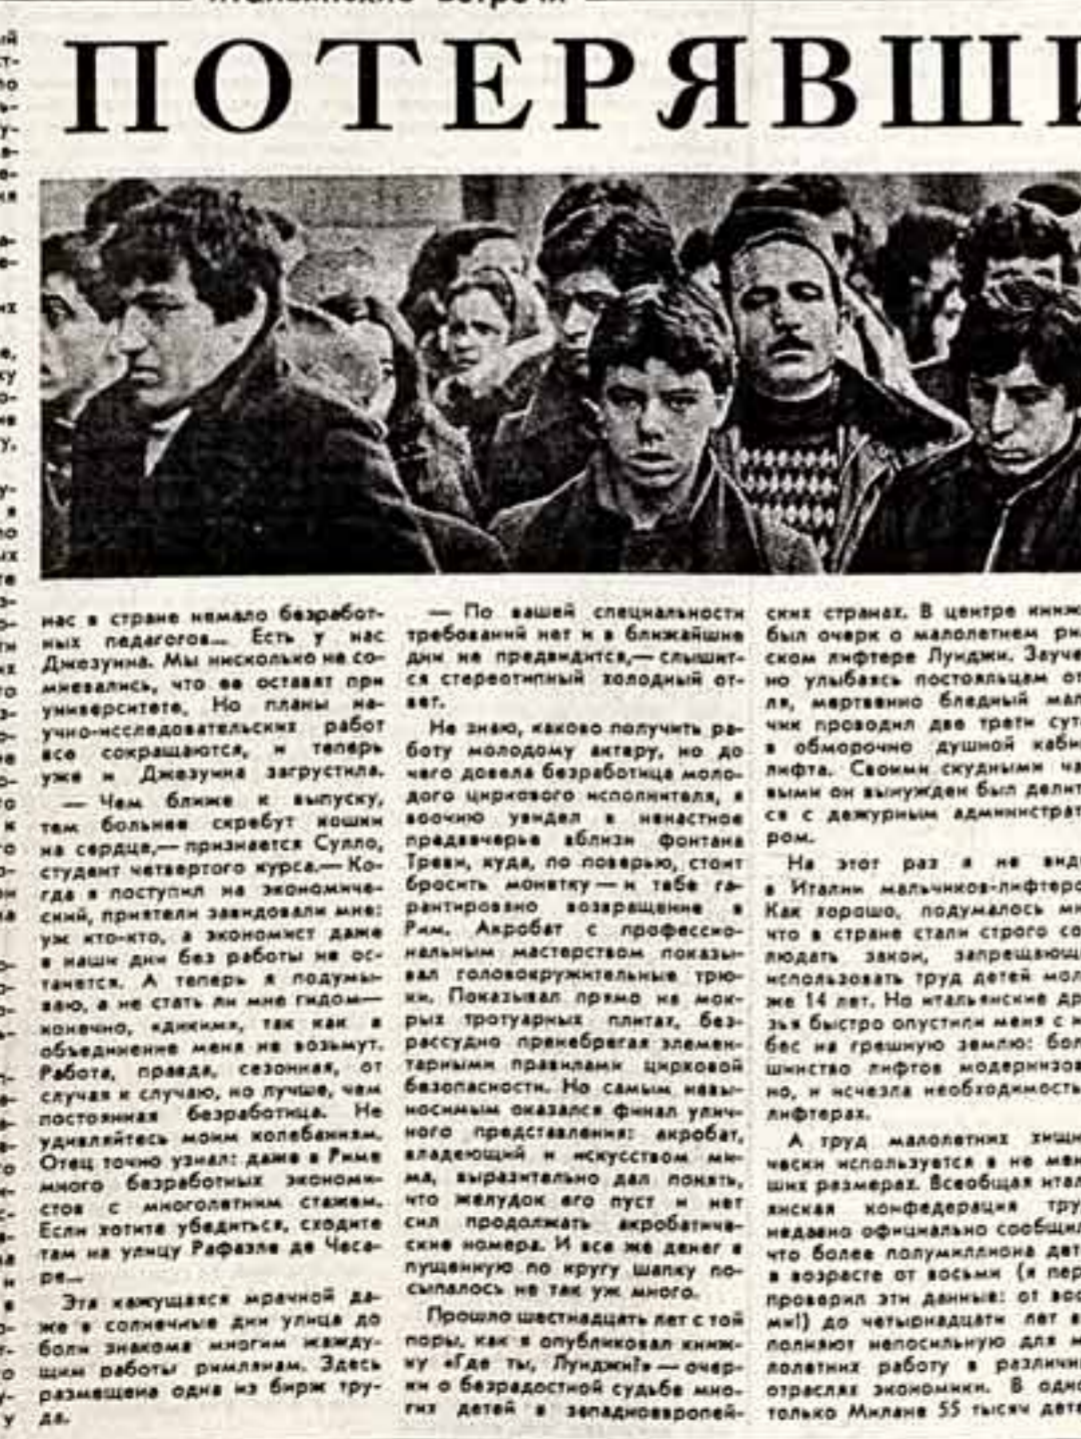 ПОТЕРЯВШИ
нас в стране немало безработ-
ных педагогов... Есть у нас
Джезуина. Мы нисколько не со-
мневались, что ее оставят при
университете. Но планы на-
учно-исследовательских работ
все сокращаются, и теперь
уже и Джезуина загрустила.
— Чем ближе к выпуску,
тем больнее скребут кошки
на сердце,— признается Сулло,
студент четвертого курса.— Ко-
гда я поступил на экономиче-
ский, приятели завидовали мне:
уж кто-кто, а экономист даже
в наши дни без работы не ос-
танется. А теперь я подумы-
ваю, а не стать ли мне гидом—
конечно, «диким», так как в
объединение меня не возьмут.
Работа, правда, сезонная, от
случая к случаю, но лучше, чем
постоянная безработица. Не
удивляйтесь моим колебаниям.
Отец точно узнал: даже в Риме
много безработных экономи-
стов с многолетним стажем.
Если хотите убедиться, сходите
там на улицу Рафаэле де Чеса-
ре...
Эта кажущаяся мрачной да-
же в солнечные дни улица до
боли знакома многим жажду-
щим работы римлянам. Здесь
размещена одна из бирж тру-
да.
— По вашей специальности
требований нет и в ближайшие
дни не предвидится,— слышит-
ся стереотипный холодный от-
вет.
Не знаю, каково получить ра-
боту молодому актеру, но до
чего довела безработица моло-
дого циркового исполнителя, я
воочию увидел в ненастное
предвечерье вблизи фонтана
Треви, куда, по поверью, стоит
бросить монетку — и тебе га-
рантировано возвращение в
Рим. Акробат с профессио-
нальным мастерством показы-
вал головокружительные трю-
ки. Показывал прямо на мок-
рых тротуарных плитах, без-
рассудно пренебрегая элемен-
тарными правилами цирковой
безопасности. Но самым невы-
носимым оказался финал улич-
ного представления: акробат,
владеющий и искусством ми-
ма, выразительно дал понять,
что желудок его пуст и нет
сил продолжать акробатиче-
ские номера. И все же денег в
пущенную по кругу шапку по-
сыпалось не так уж много.
Прошло шестнадцать лет с той
поры, как я опубликовал книж-
ку «Где ты, Луиджи?» — очер-
ки о безрадостной судьбе мно-
гих детей в западноевропей-
ских странах. В центре книж
был очерк о малолетнем ри
ском лифтере Луиджи. Зауче
но улыбаясь постояльцам от
ля, мертвенно бледный мал
чик проводил две трети сут
в обморочно душной каби
лифта. Своими скудными ча
выми он вынужден был делит
ся с дежурным администрат
ром.
На этот раз я не вид
в Италии мальчиков-лифтеро
Как хорошо, подумалось мн
что в стране стали строго со
людать закон, запрещающ
использовать труд детей мол
же 14 лет. Но итальянские др
зья быстро опустили меня с н
бес на грешную землю: бол
шинство лифтов модернизов
но, и исчезла необходимость
лифтерах.
А труд малолетних хищн
чески используется в не мен
ших размерах. Всеобщая итал
янская конфедерация тру
недавно официально сообщил
что более полумиллиона дет
в возрасте от восьми (я пер
проверил эти данные: от вос
ми!) до четырнадцати лет в
полняют непосильную для м
лолетних работу в различн
отраслях экономики. В одн
только Милане 55 тысяч дете